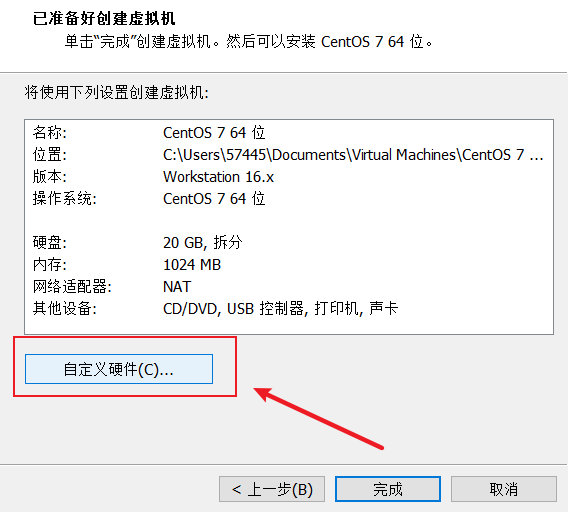 已准备好创建虚拟机
单击“完成”创建虚拟机。然后可以安装 CentOS 7 64 位。
将使用下列设置创建虚拟机:
名称: CentOS 7 64 位
位置: C:\Users\57445\Documents\Virtual Machines\CentOS 7 ...
版本: Workstation 16.x
操作系统: CentOS 7 64 位
硬盘: 20 GB, 拆分
内存: 1024 MB
网络适配器: NAT
其他设备: CD/DVD, USB 控制器, 打印机, 声卡
自定义硬件(C)...
< 上一步(B) 完成 取消